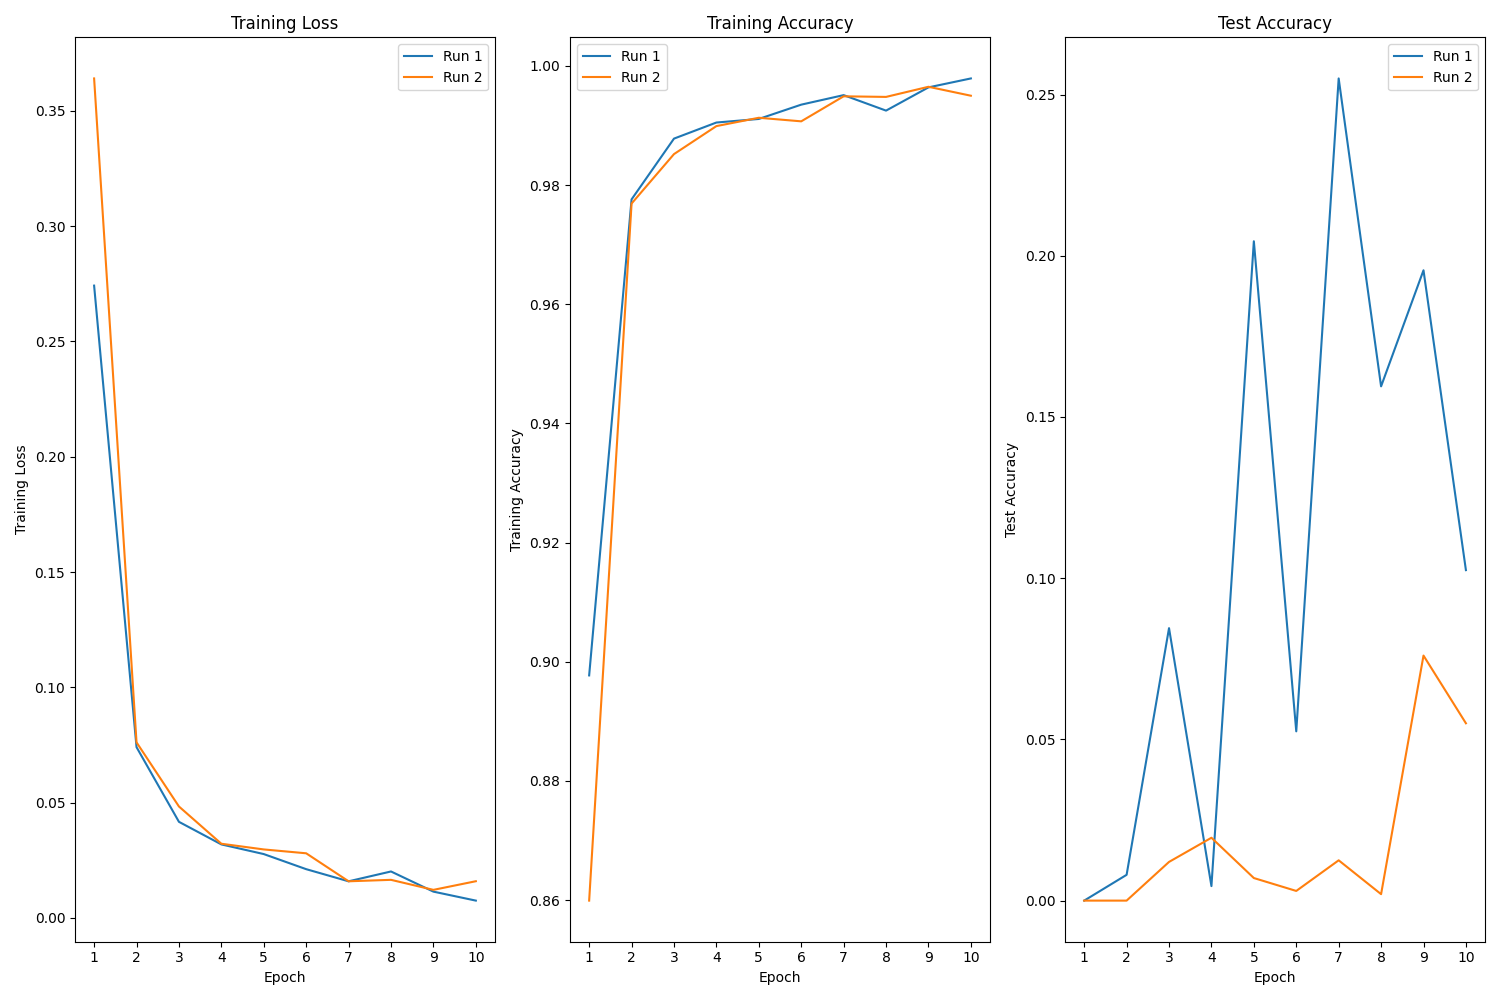 Training Loss
Run 1
Run 2
0.35
0.30
0.25
0.20
0.15
0.10
0.05
0.00
Training Loss
1 2 3 4 5 6 7 8 9 10
Epoch
Training Accuracy
Run 1
Run 2
1.00
0.98
0.96
0.94
0.92
0.90
0.88
0.86
Training Accuracy
1 2 3 4 5 6 7 8 9 10
Epoch
Test Accuracy
Run 1
Run 2
0.25
0.20
0.15
0.10
0.05
0.00
Test Accuracy
1 2 3 4 5 6 7 8 9 10
Epoch